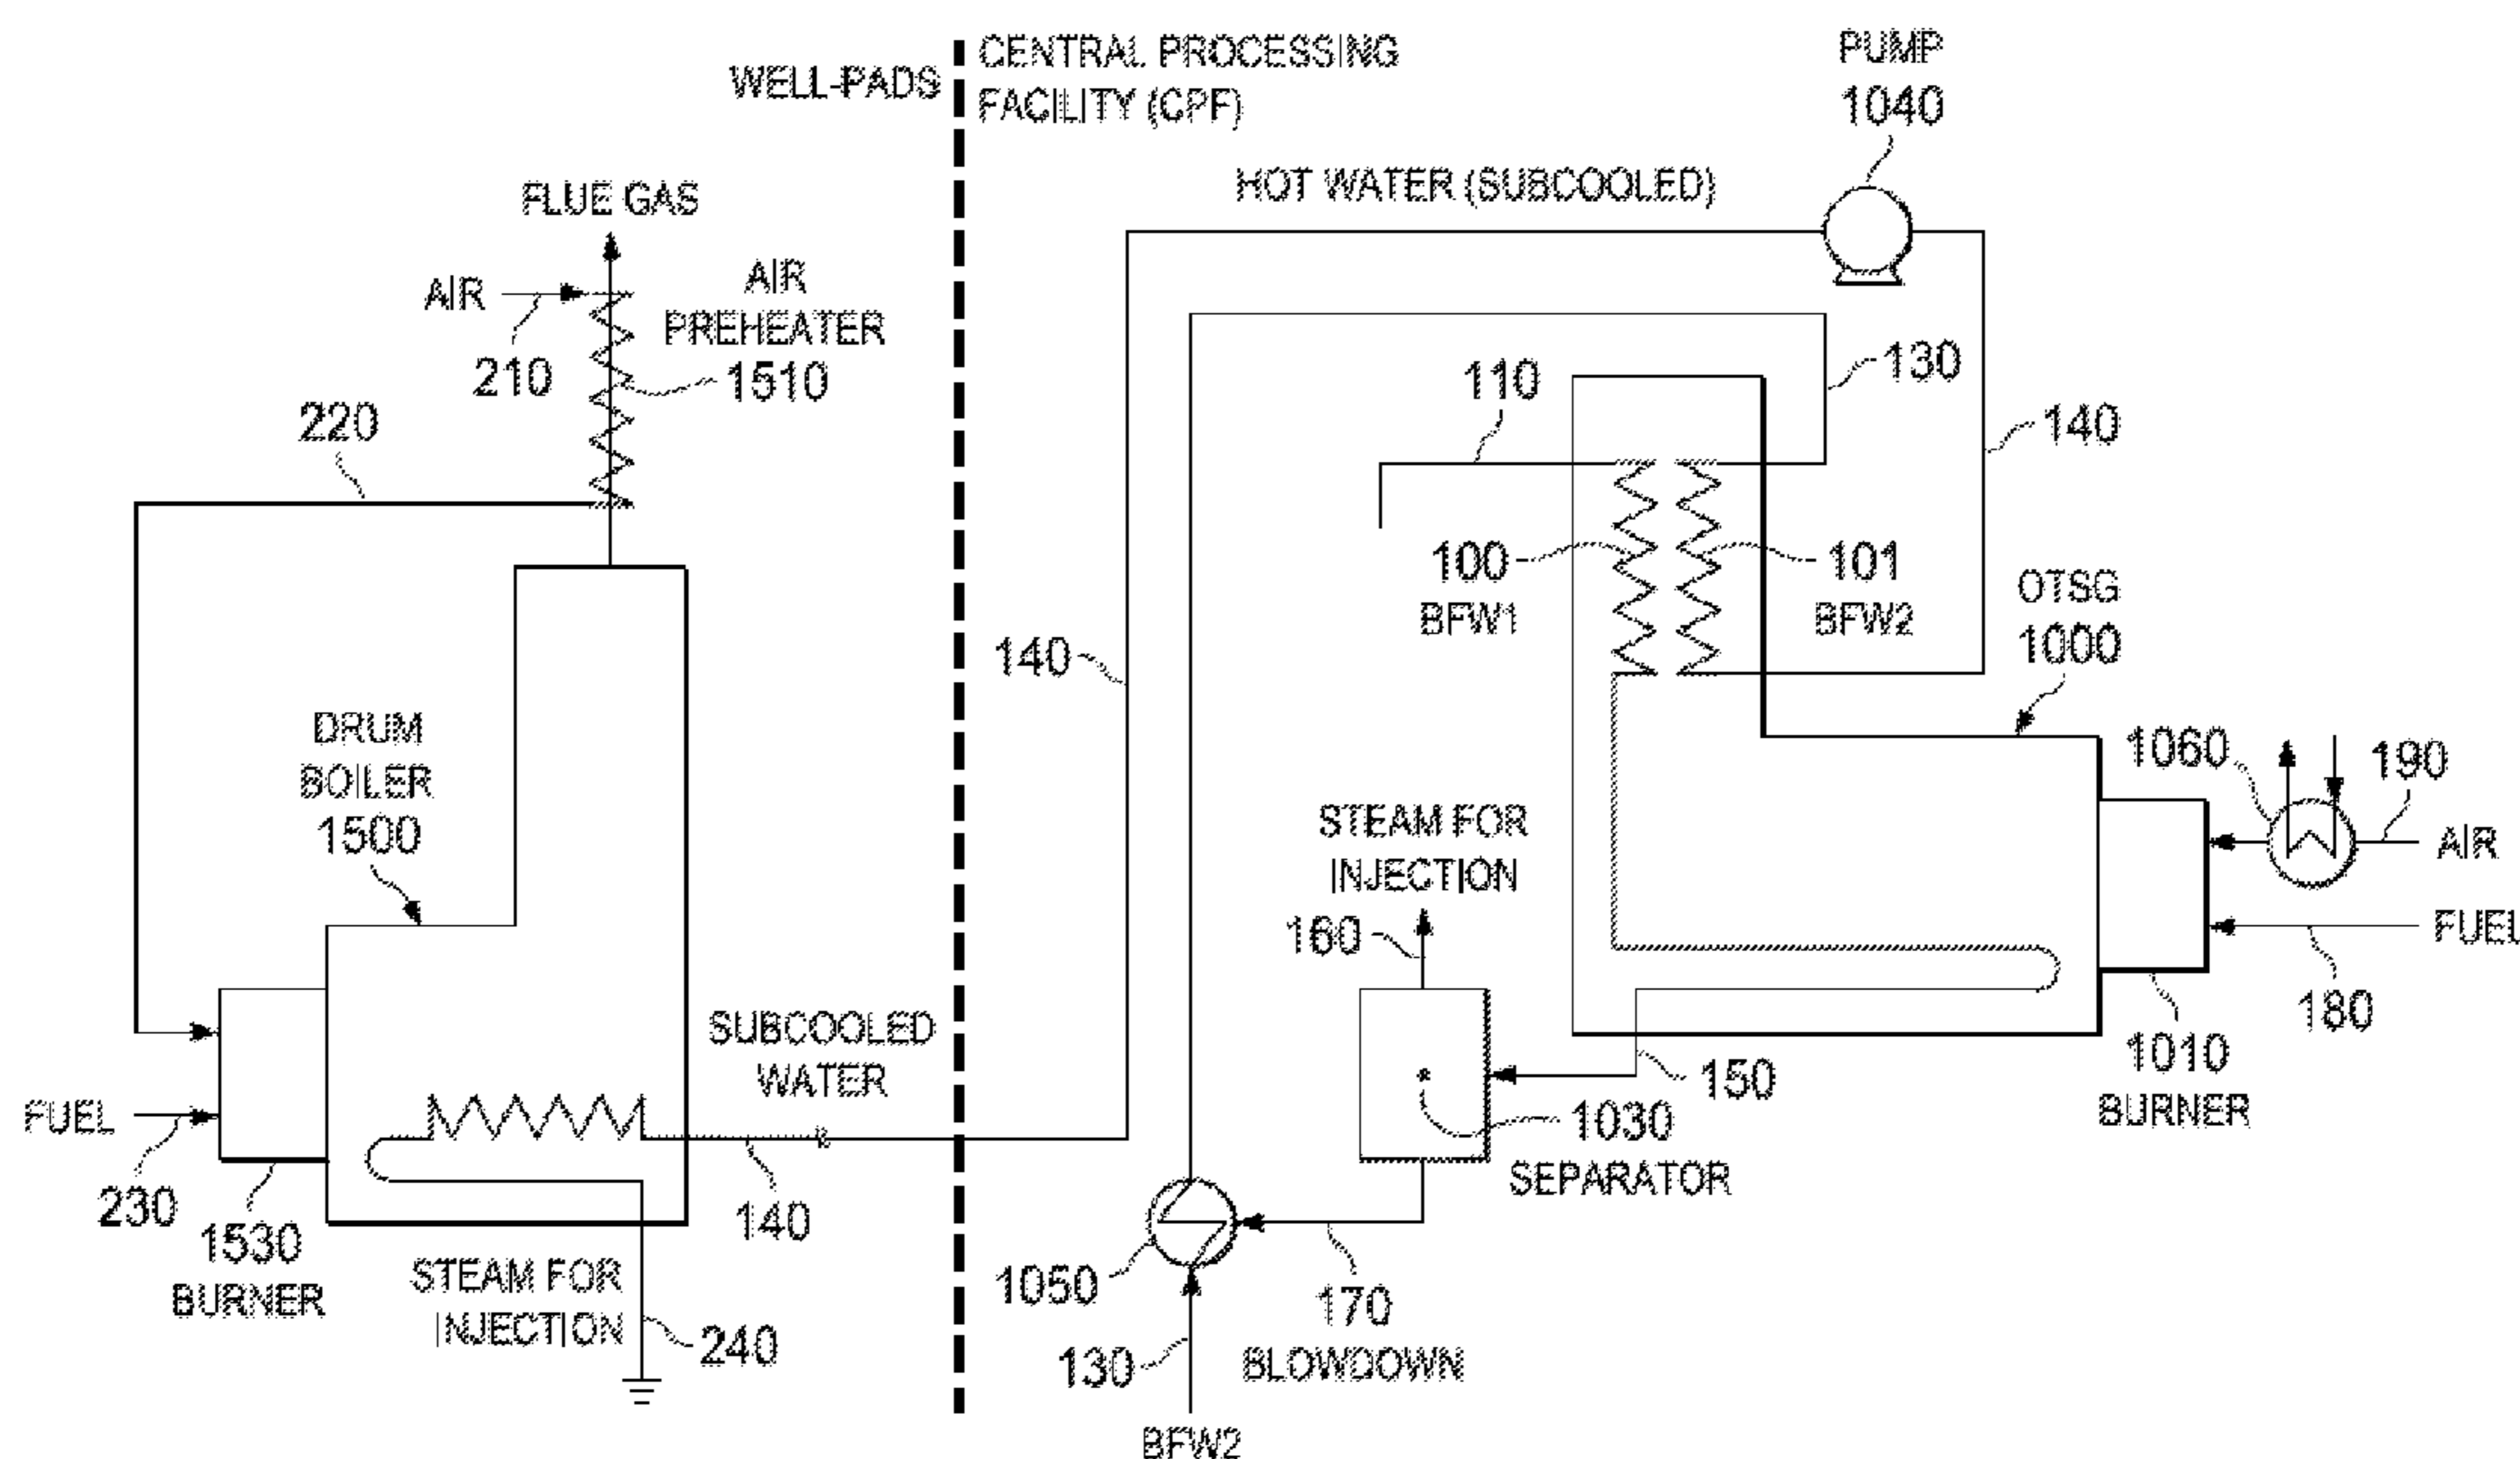 WELL-PADS
CENTRAL PROCESSING
FACILITY (CPF)
PUMP
1040
HOT WATER (SUBCOOLED)
FLUE GAS
AIR
210
AIR
PREHEATER
1510
220
110
130
140
100
BFW1
101
BFW2
OTSG
1000
140
DRUM
BOILER
1500
1060
190
AIR
FUEL
180
1010
BURNER
STEAM FOR
INJECTION
160
150
1030
SEPARATOR
SUBCOOLED
WATER
140
FUEL
230
1530
BURNER
STEAM FOR
INJECTION
240
1050
130
170
BLOWDOWN
BFW2